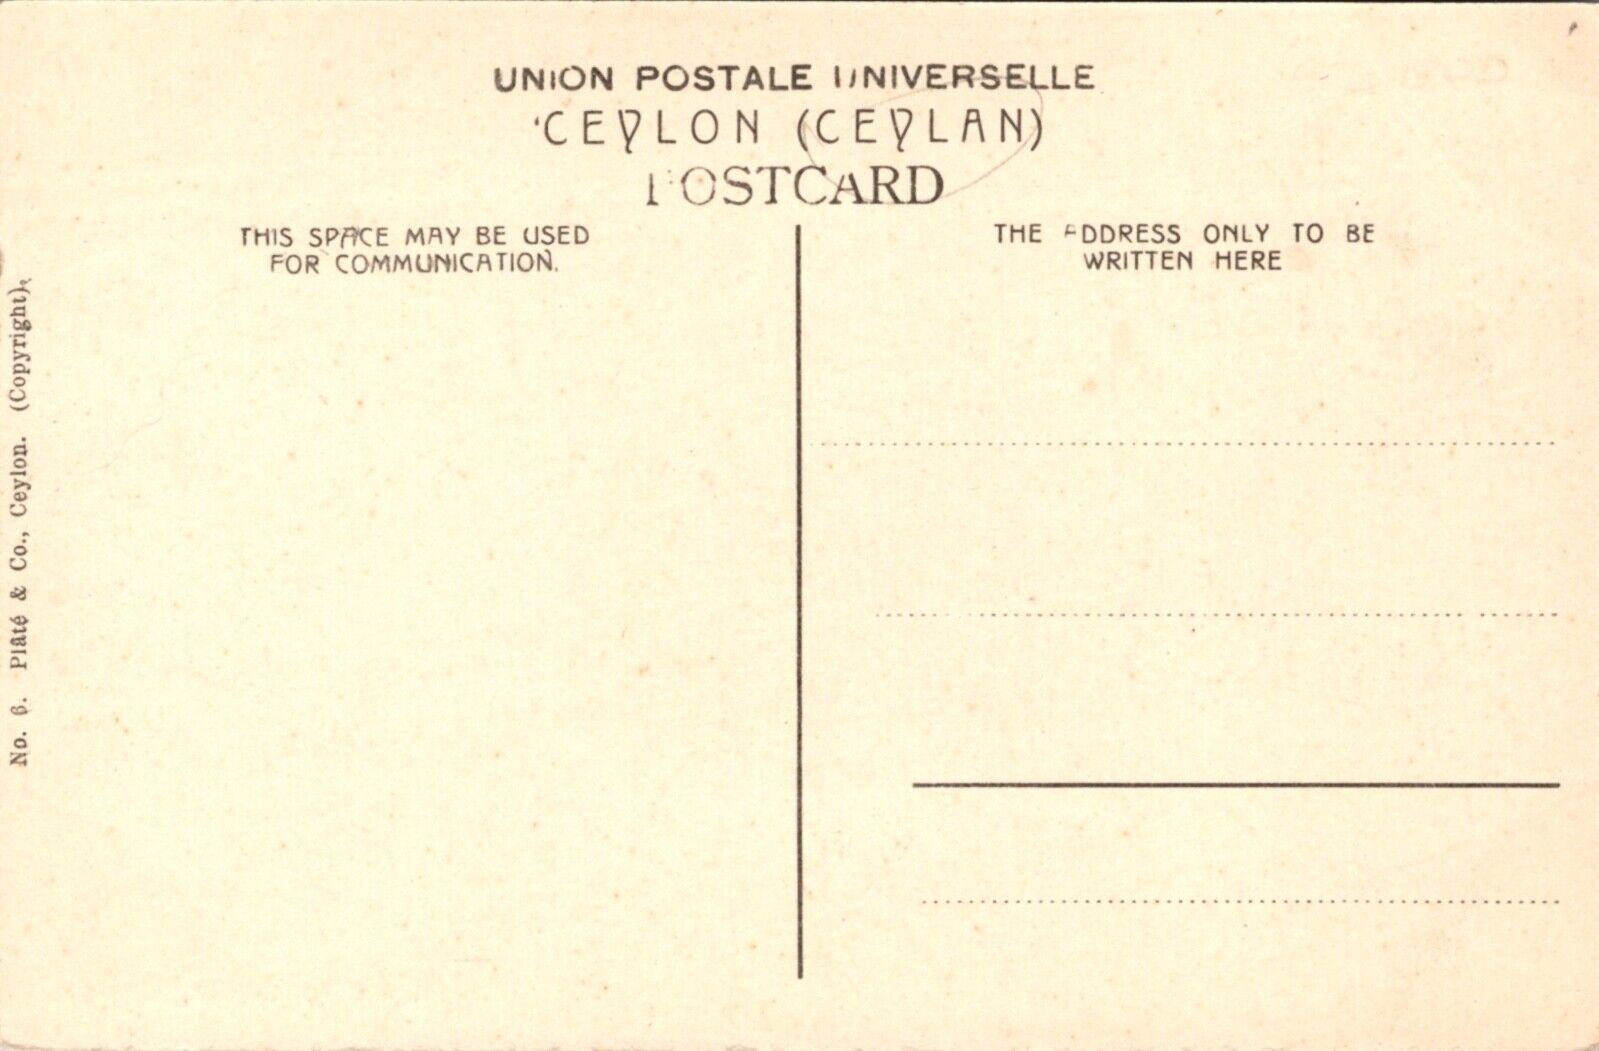 UNION POSTALE UNIVERSELLE
CEYLON (CEYLAN)
POSTCARD
THIS SPACE MAY BE USED
FOR COMMUNICATION.
THE ADDRESS ONLY TO BE
WRITTEN HERE
No. 6. Plâté & Co., Ceylon. (Copyright).